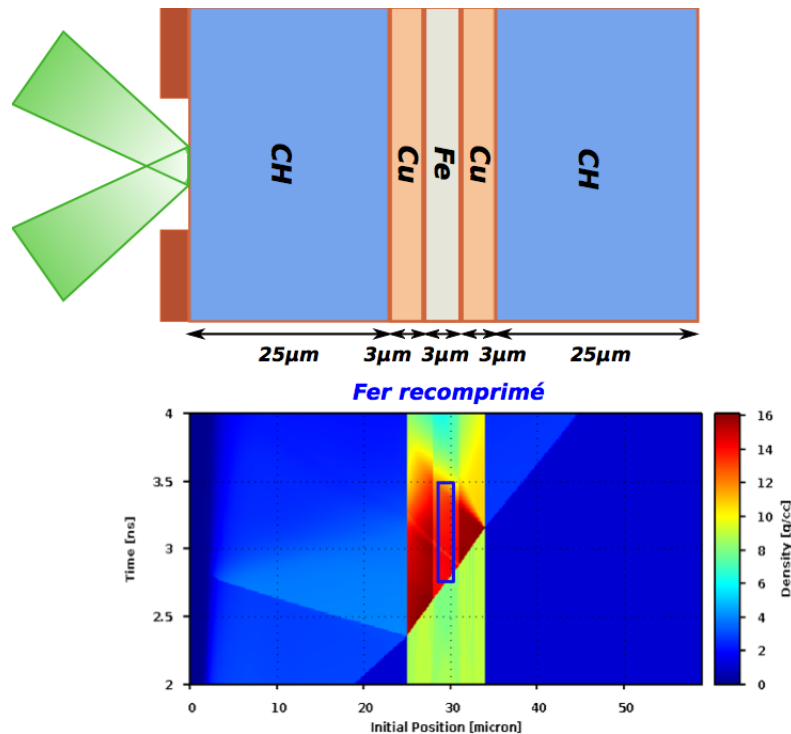 CH
Cu
Fe
Cu
CH
25μm
3μm
3μm
3μm
25μm
Fer recomprimé
4
3.5
3
2.5
2
Time [ns]
0
10
20
30
40
50
Initial Position [micron]
16
14
12
10
8
6
4
2
0
Density [g/cc]